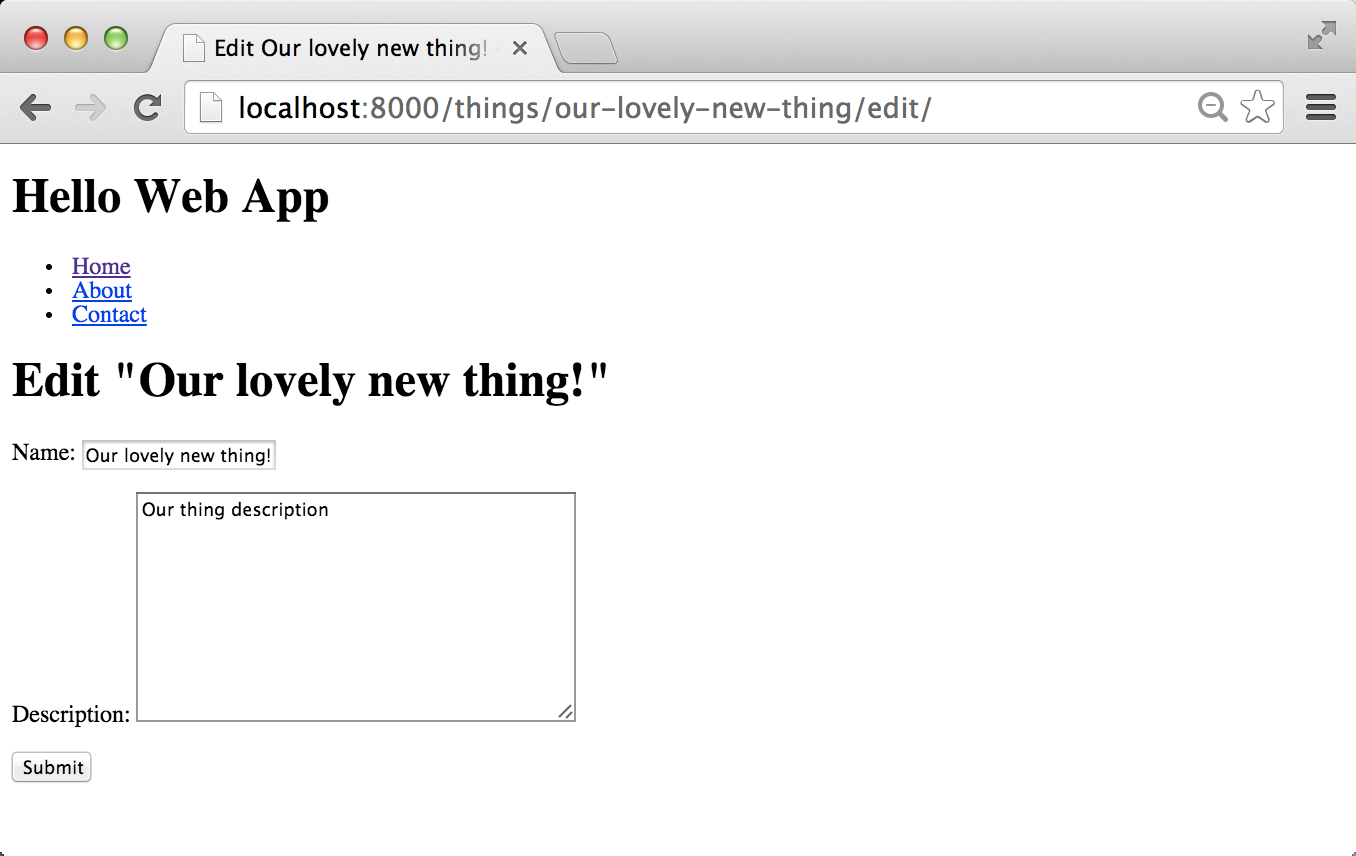 Edit Our lovely new thing!
localhost:8000/things/our-lovely-new-thing/edit/
Hello Web App
Home
About
Contact
Edit "Our lovely new thing!"
Name: Our lovely new thing!
Our thing description
Description:
Submit